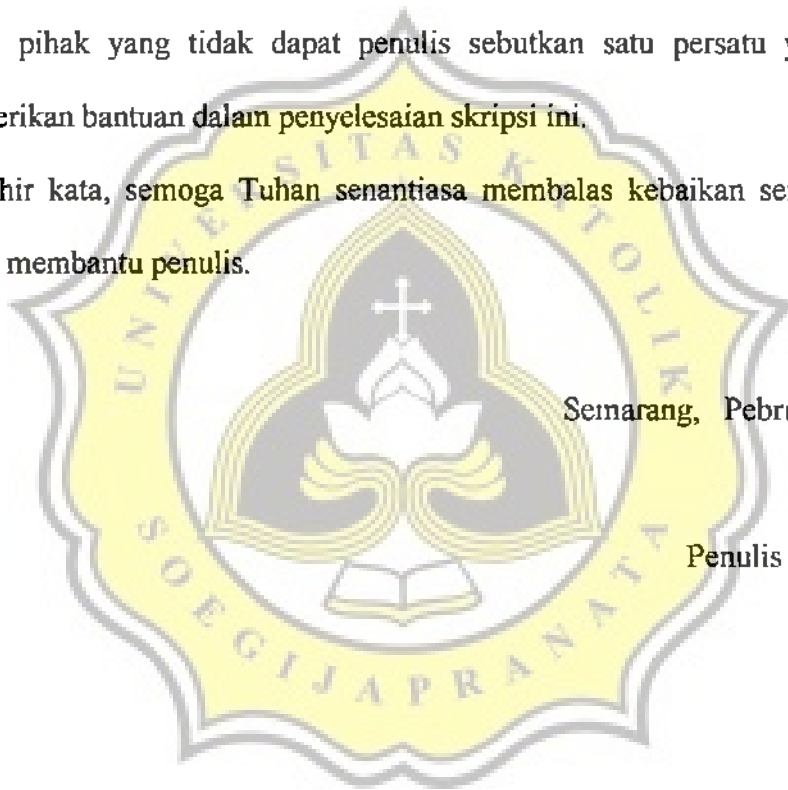 pihak yang tidak dapat penulis sebutkan satu persatu y
erikan bantuan dalam penyelesaian skripsi ini.
hir kata, semoga Tuhan senantiasa membalas kebaikan se
membantu penulis.
Semarang, Pebr
Penulis
UNIVERSITAS KATOLIK
SOEGIJAPRANATA